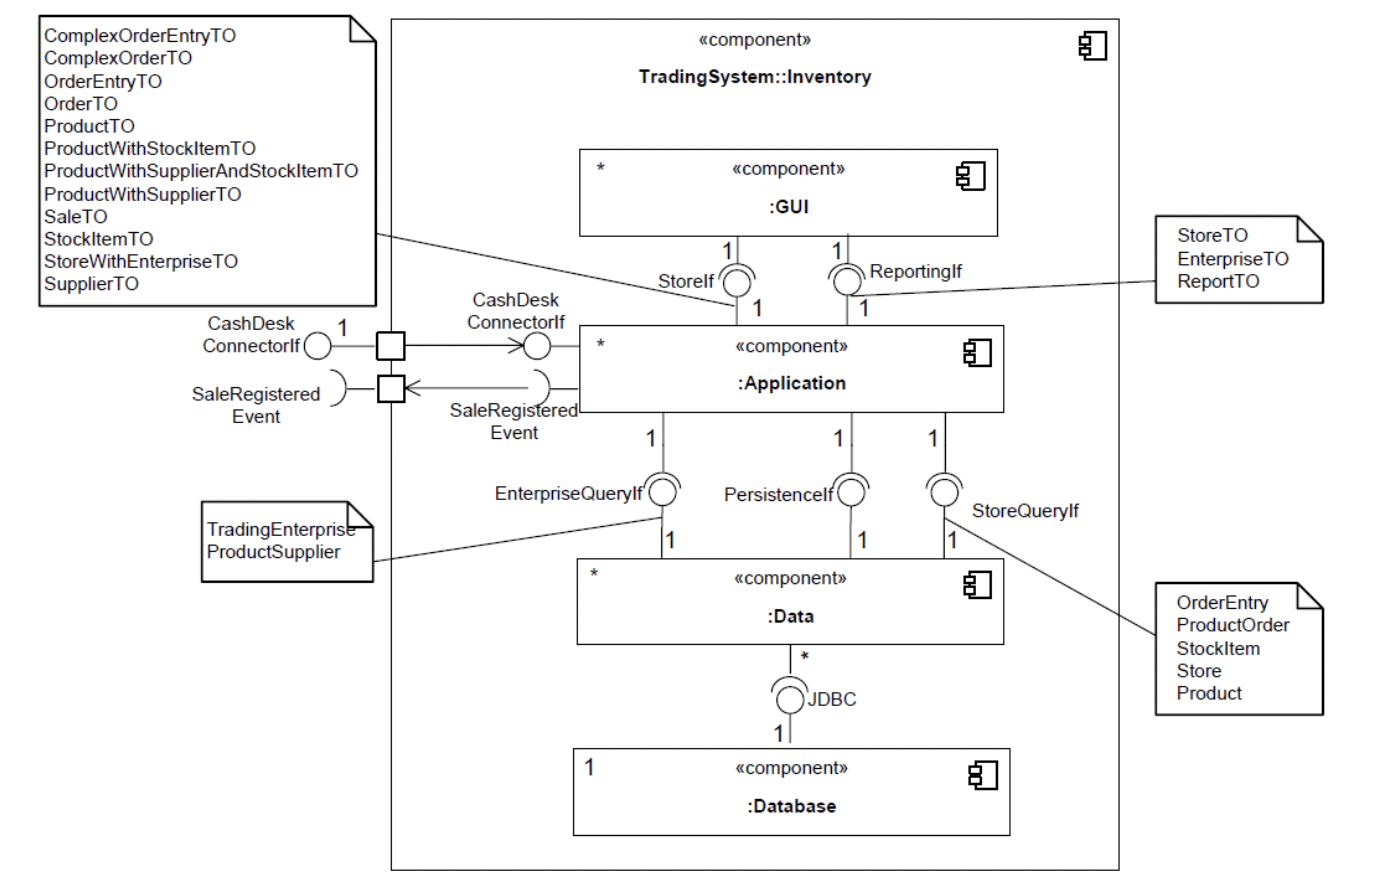 ComplexOrderEntryTO
ComplexOrderTO
OrderEntryTO
OrderTO
ProductTO
ProductWithStockItemTO
ProductWithSupplierAndStockItemTO
ProductWithSupplierTO
SaleTO
StockItemTO
StoreWithEnterpriseTO
SupplierTO
«component»
TradingSystem::Inventory
*
«component»
:GUI
1
1
StoreIf
ReportingIf
1
1
StoreTO
EnterpriseTO
ReportTO
CashDesk
ConnectorIf
1
CashDesk
ConnectorIf
*
«component»
:Application
SaleRegistered
Event
SaleRegistered
Event
1
1
1
EnterpriseQueryIf
PersistenceIf
StoreQueryIf
1
1
1
TradingEnterprise
ProductSupplier
*
«component»
:Data
OrderEntry
ProductOrder
StockItem
Store
Product
*
JDBC
1
1
«component»
:Database